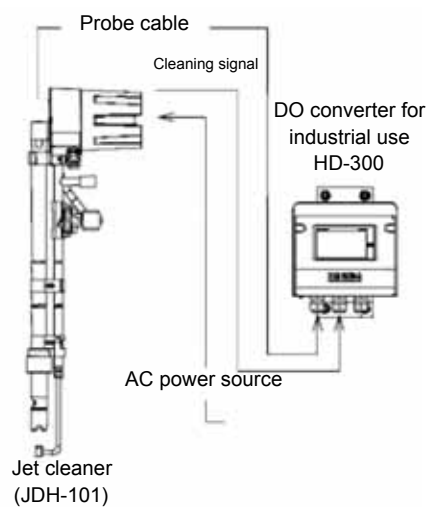 Probe cable
Cleaning signal
DO converter for
industrial use
HD-300
AC power source
Jet cleaner
(JDH-101)